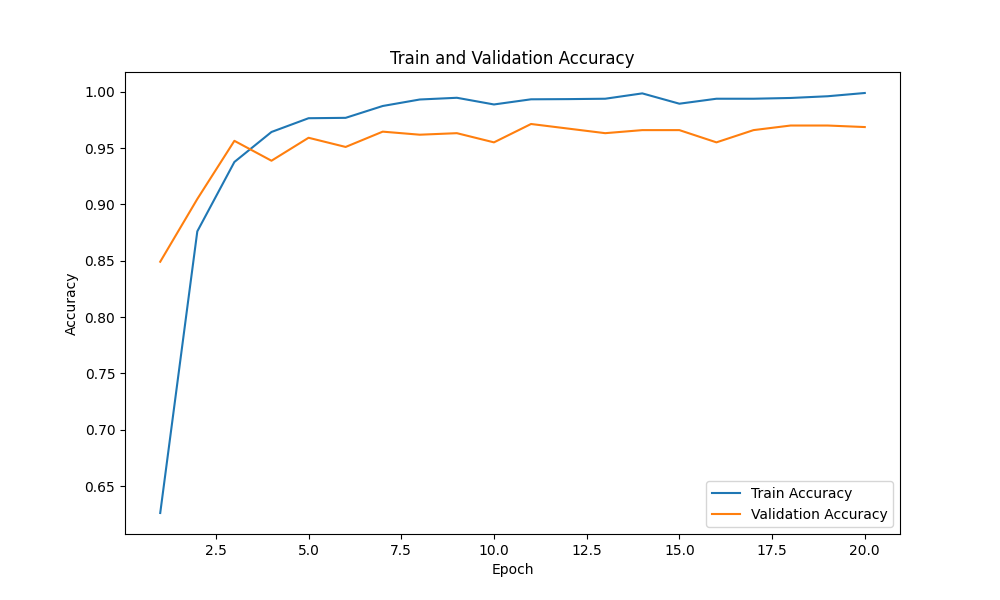 Train and Validation Accuracy
1.00
0.95
0.90
0.85
0.80
0.75
0.70
0.65
Accuracy
2.5 5.0 7.5 10.0 12.5 15.0 17.5 20.0
Epoch
Train Accuracy
Validation Accuracy